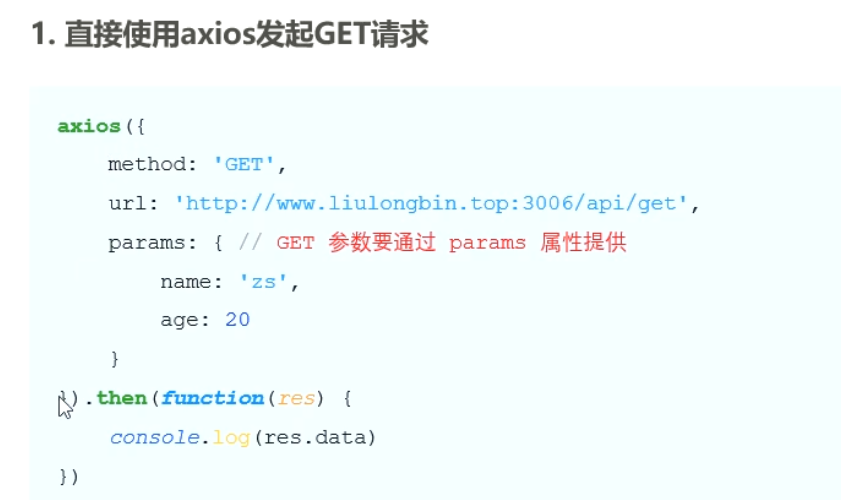 1. 直接使用axios发起GET请求
axios({
    method: 'GET',
    url: 'http://www.liulongbin.top:3006/api/get',
    params: { // GET 参数要通过 params 属性提供
        name: 'zs',
        age: 20
    }
}).then(function(res) {
    console.log(res.data)
})